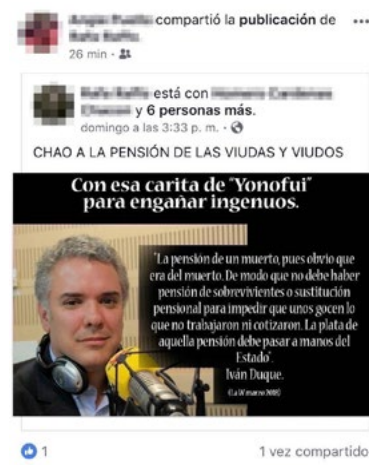 compartió la publicación de
26 min
está con
y 6 personas más.
domingo a las 3:33 p. m.
CHAO A LA PENSIÓN DE LAS VIUDAS Y VIUDOS
Con esa carita de "Yonofui"
para engañar ingenuos.
"La pensión de un muerto, pues obvio que
era del muerto. De modo que no debe haber
pensión de sobrevivientes o sustitución
pensional para impedir que unos gocen lo
que no trabajaron ni cotizaron. La plata de
aquella pensión debe pasar a manos del
Estado".
Iván Duque.
(La W marzo 2018)
1
1 vez compartido